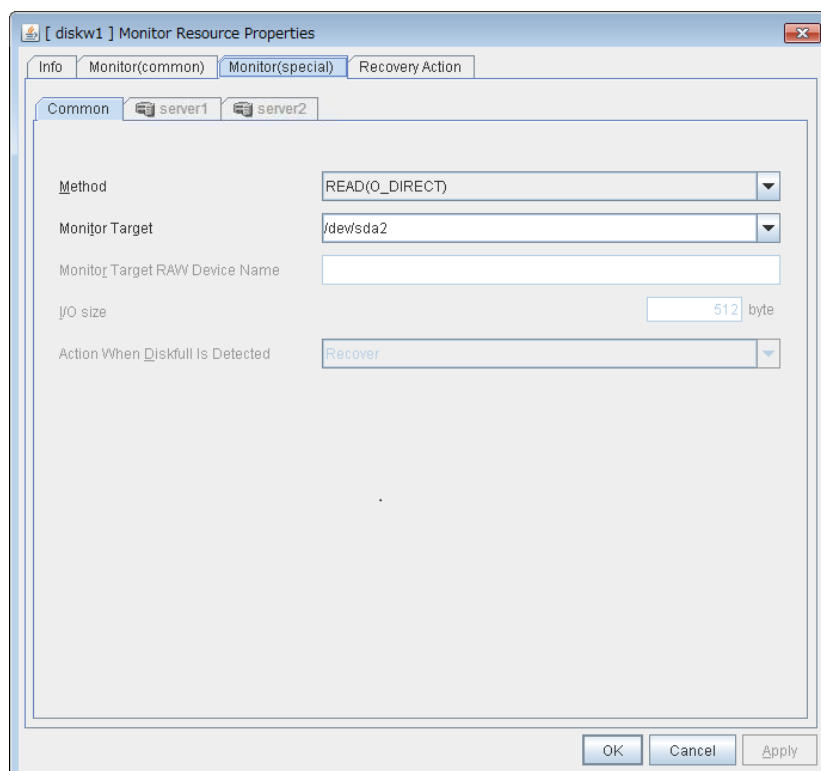 [ diskw1 ] Monitor Resource Properties
Info Monitor(common) Monitor(special) Recovery Action
Common server1 server2
Method READ(O_DIRECT)
Monitor Target /dev/sda2
Monitor Target RAW Device Name
I/O size 512 byte
Action When Diskfull Is Detected Recover
OK Cancel Apply